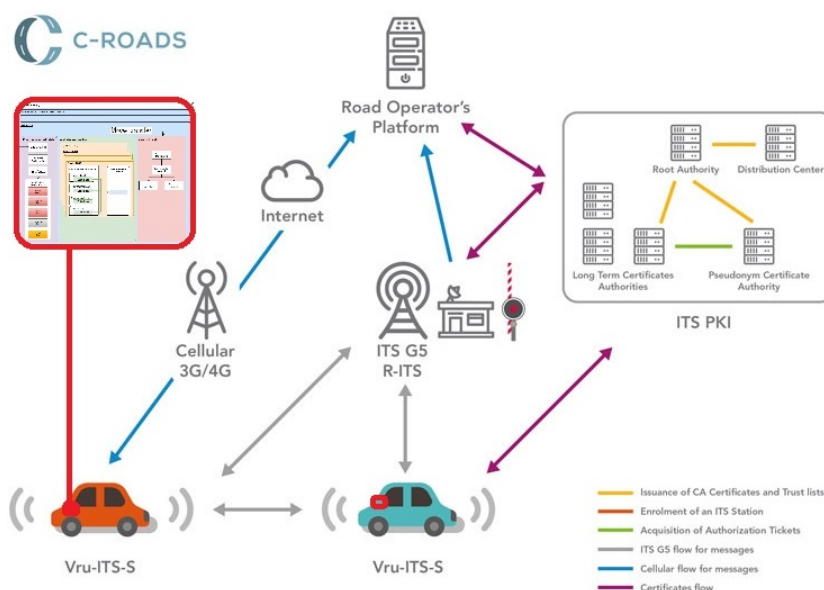 C-ROADS
Road Operator's
Platform
Internet
Cellular
3G/4G
ITS G5
R-ITS
Root Authority
Distribution Center
Long Term Certificates
Authorities
Pseudonym Certificate
Authority
ITS PKI
Vru-ITS-S
Vru-ITS-S
Issuance of CA Certificates and Trust lists
Enrolment of an ITS Station
Acquisition of Authorization Tickets
ITS G5 flow for messages
Cellular flow for messages
Certificates flow